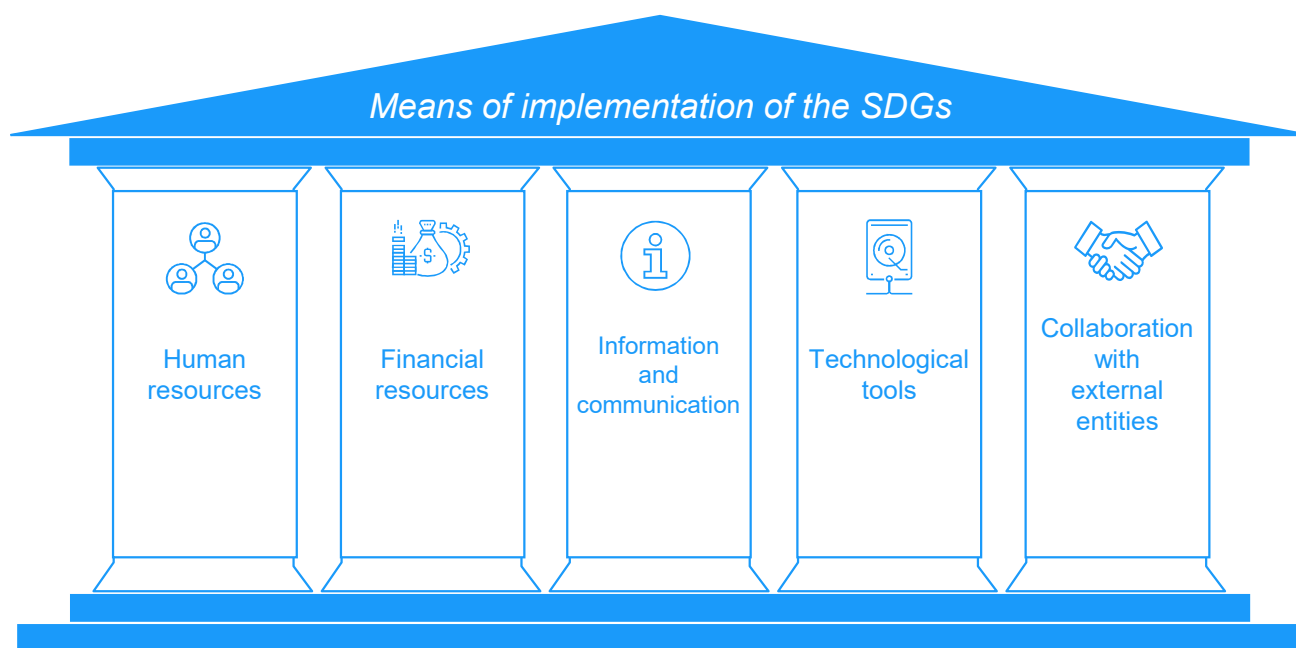 Means of implementation of the SDGs
Human
resources
Financial
resources
Information
and
communication
Technological
tools
Collaboration
with
external
entities